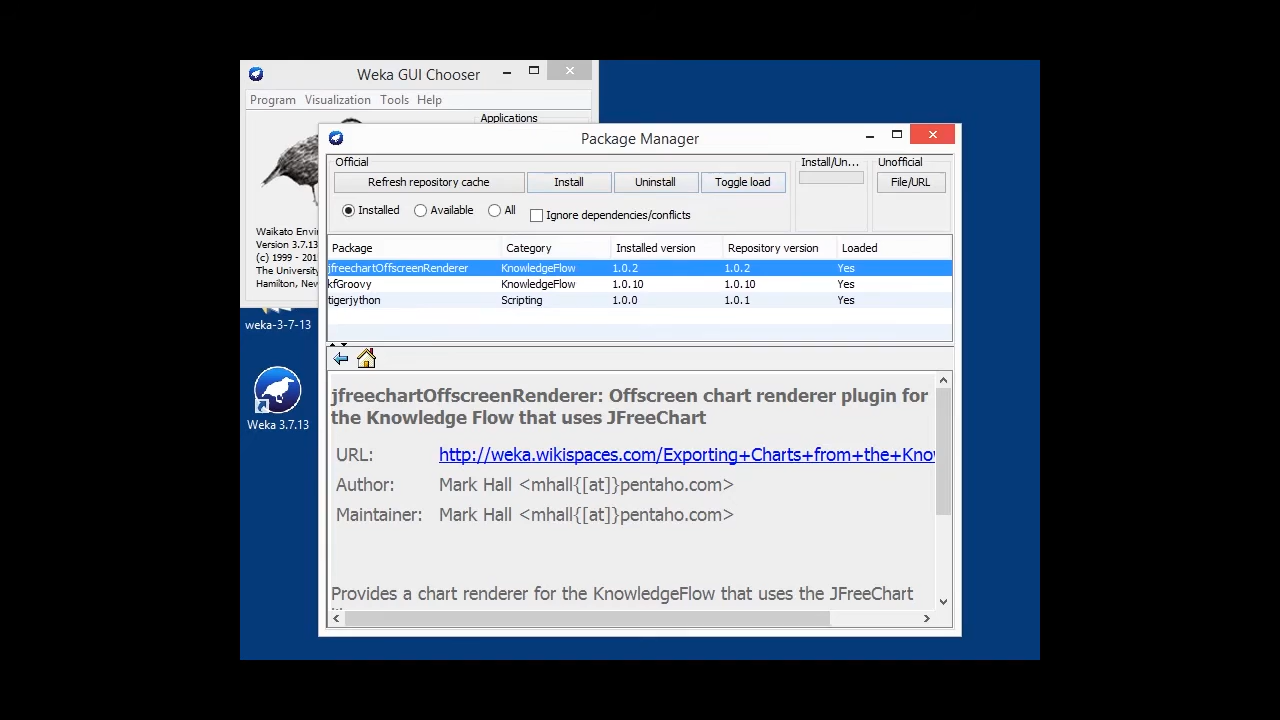 Weka GUI Chooser
Program Visualization Tools Help
Applications
Package Manager
Official Install/Un... Unofficial
Refresh repository cache Install Uninstall Toggle load File/URL
Installed Available All Ignore dependencies/conflicts
Package Category Installed version Repository version Loaded
jfreechartOffscreenRenderer KnowledgeFlow 1.0.2 1.0.2 Yes
kfGroovy KnowledgeFlow 1.0.10 1.0.10 Yes
tigerjython Scripting 1.0.0 1.0.1 Yes
jfreechartOffscreenRenderer: Offscreen chart renderer plugin for
the Knowledge Flow that uses JFreeChart
URL: http://weka.wikispaces.com/Exporting+Charts+from+the+Kno
Author: Mark Hall <mhall{[at]}pentaho.com>
Maintainer: Mark Hall <mhall{[at]}pentaho.com>
Provides a chart renderer for the KnowledgeFlow that uses the JFreeChart
Waikato Envi
Version 3.7.13
(c) 1999 - 20
The University
Hamilton, New
weka-3-7-13
Weka 3.7.13